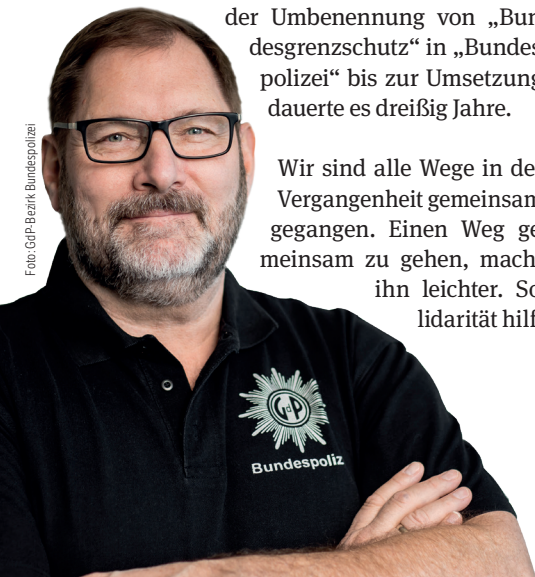 der Umbenennung von „Bun
desgrenzschutz“ in „Bundes
polizei“ bis zur Umsetzung
dauerte es dreißig Jahre.
Wir sind alle Wege in de
Vergangenheit gemeinsam
gegangen. Einen Weg ge
meinsam zu gehen, mach
ihn leichter. So
lidarität hilf
Foto: GdP-Bezirk Bundespolizei
GdP
Bundespoliz